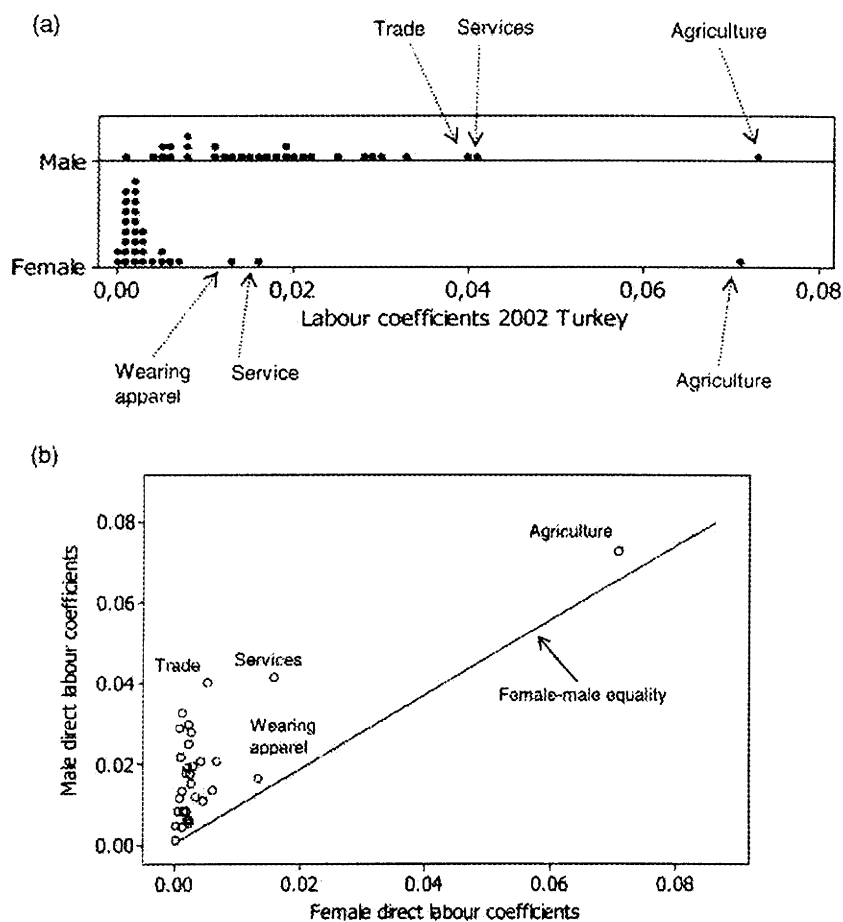 (a)
Trade Services Agriculture
Male
Female
0,00 0,02 0,04 0,06 0,08
Labour coefficients 2002 Turkey
Wearing
apparel
Service
Agriculture
(b)
Male direct labour coefficients
0.08
0.06
0.04
0.02
0.00
Agriculture
Trade
Services
Female-male equality
Wearing
apparel
0.00 0.02 0.04 0.06 0.08
Female direct labour coefficients